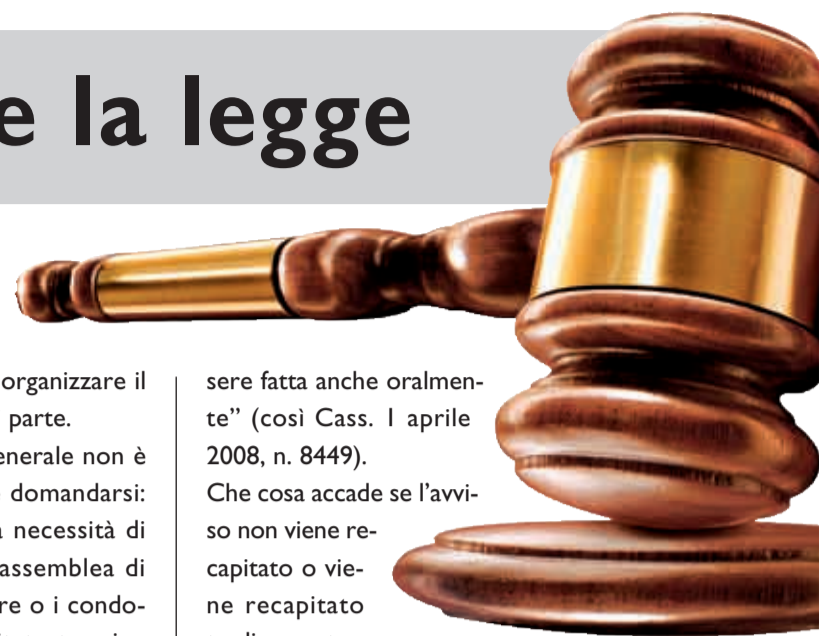 e la legge
organizzare il
parte.
enerale non è
domandarsi:
necessità di
assemblea di
re o i condo-
sere fatta anche oralmen-
te” (così Cass. 1 aprile
2008, n. 8449).
Che cosa accade se l’avvi-
so non viene re-
capitato o vie-
ne recapitato